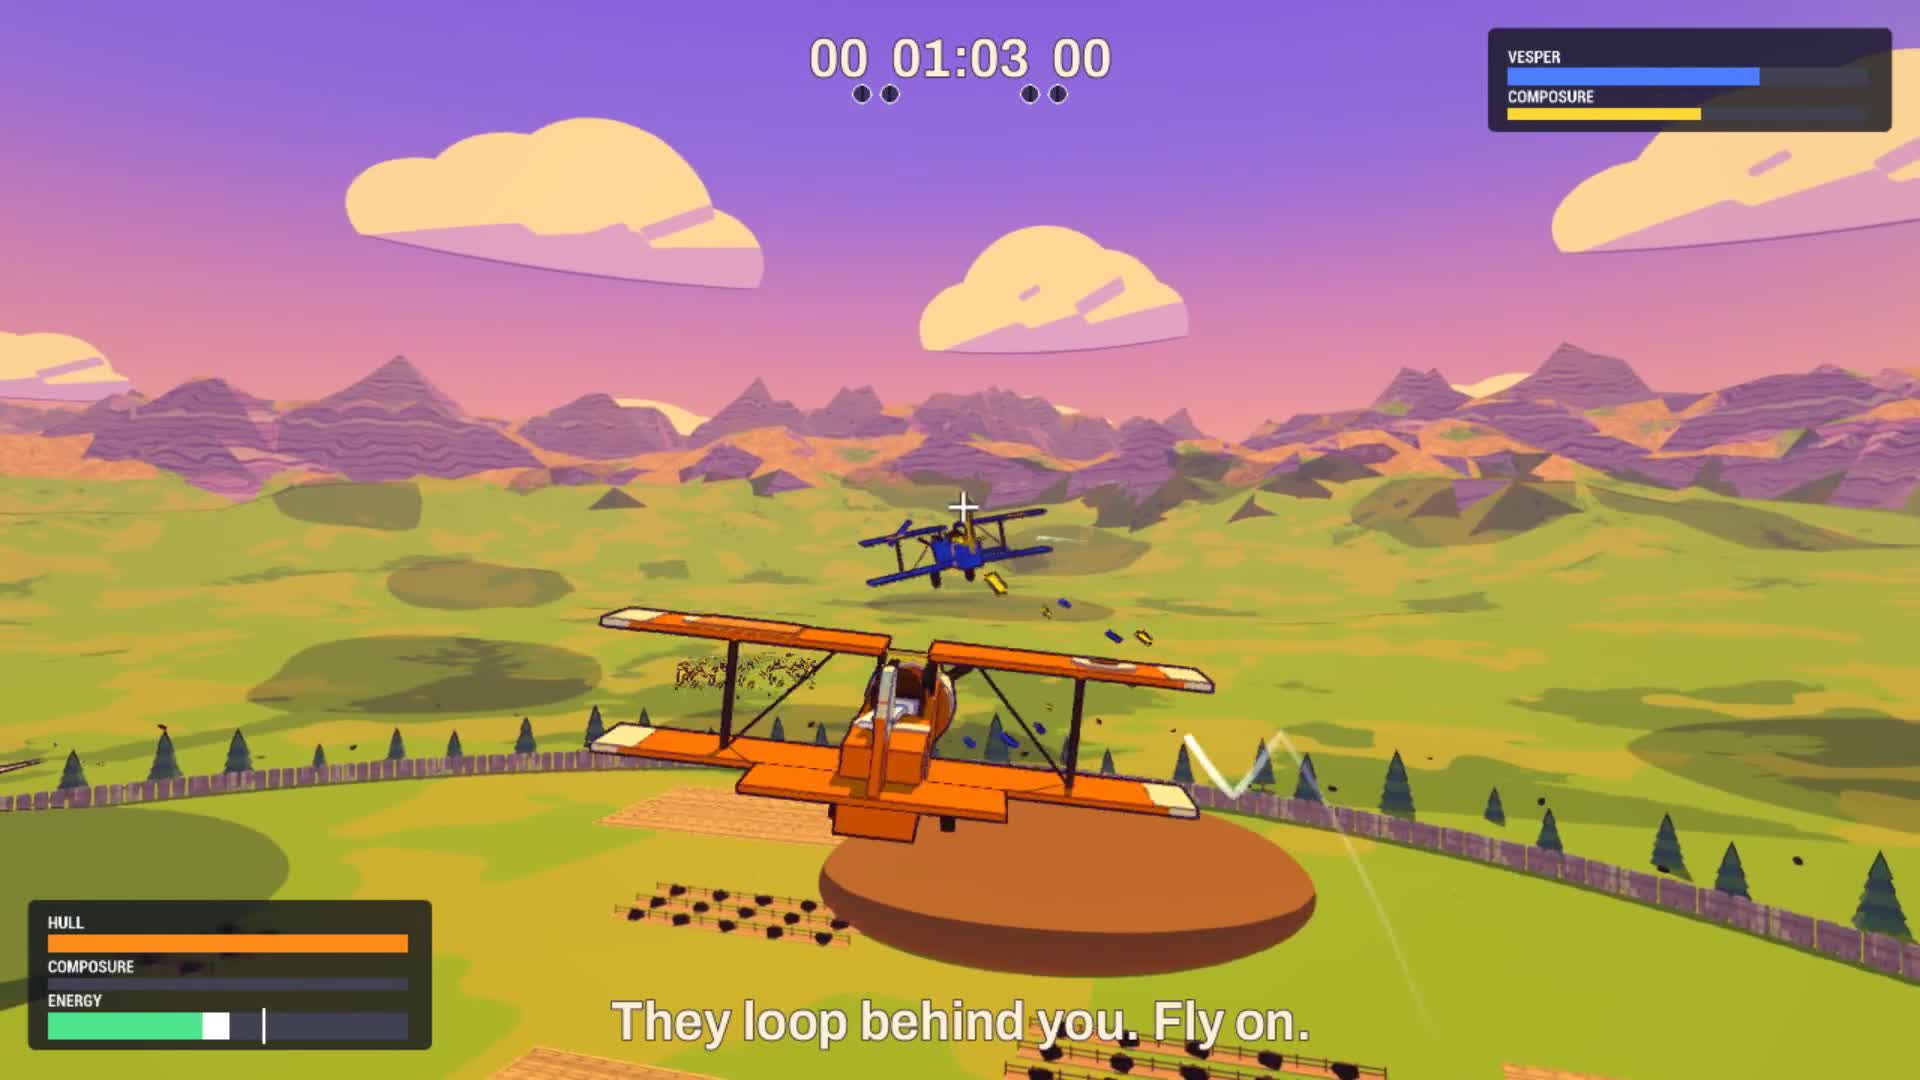 00 01:03 00
VESPER
COMPOSURE
HULL
COMPOSURE
ENERGY
They loop behind you. Fly on.